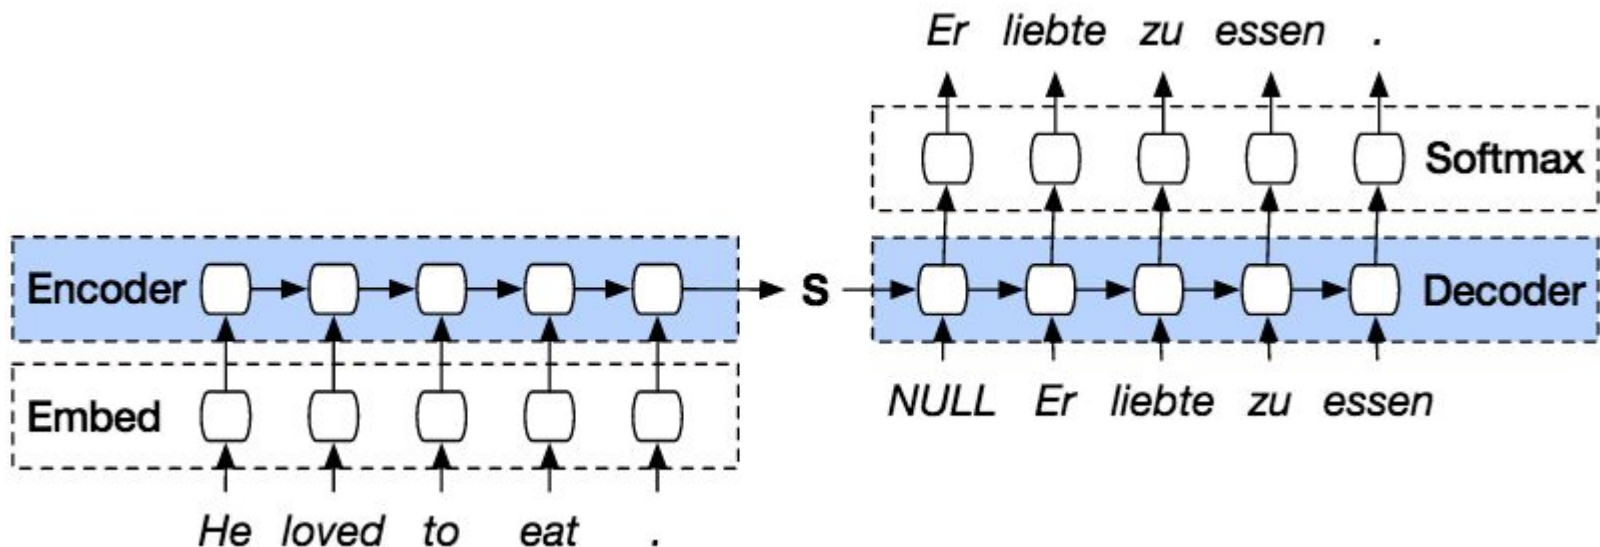 Er liebte zu essen .
Softmax
Encoder S Decoder
NULL Er liebte zu essen
Embed
He loved to eat .